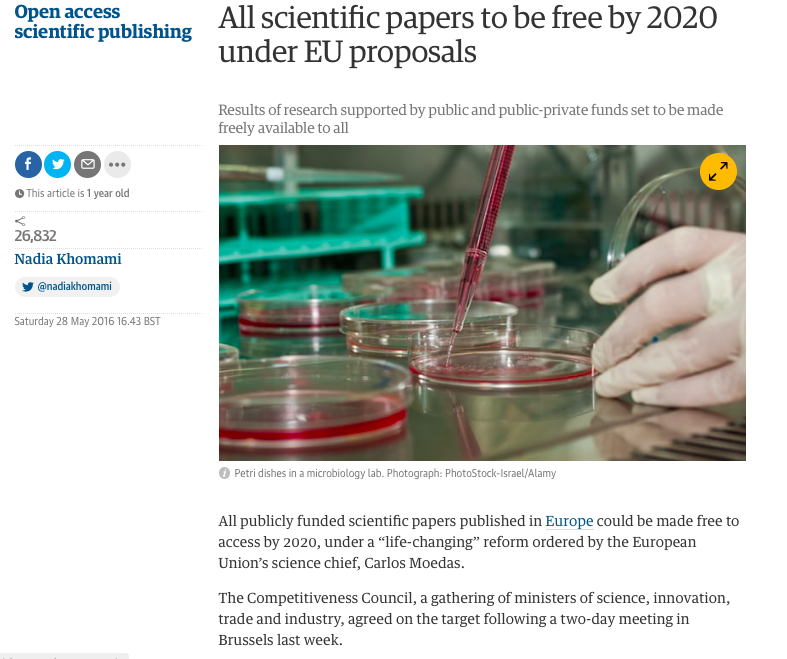 Open access
scientific publishing
All scientific papers to be free by 2020
under EU proposals
Results of research supported by public and public-private funds set to be made
freely available to all
This article is 1 year old
26,832
Nadia Khomami
@nadiakhomami
Saturday 28 May 2016 16.43 BST
Petri dishes in a microbiology lab. Photograph: PhotoStock-Israel/Alamy
All publicly funded scientific papers published in Europe could be made free to
access by 2020, under a “life-changing” reform ordered by the European
Union’s science chief, Carlos Moedas.
The Competitiveness Council, a gathering of ministers of science, innovation,
trade and industry, agreed on the target following a two-day meeting in
Brussels last week.